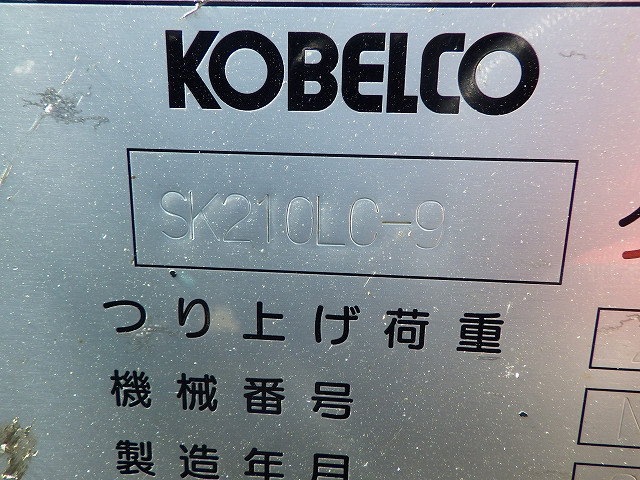 KOBELCO
SK210LC-9
つり上げ荷重
機械番号
N
製造年月